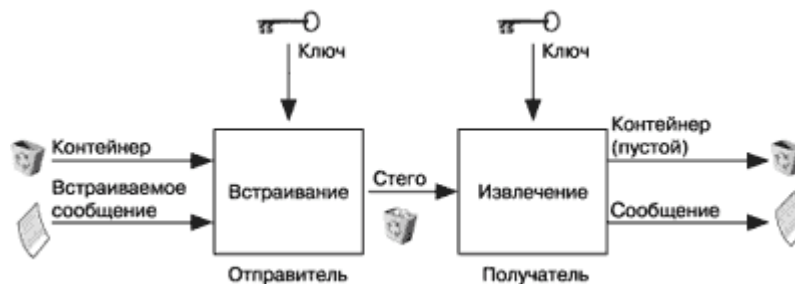 Ключ
Ключ
Контейнер
Встраиваемое
сообщение
Встраивание
Стего
Извлечение
Контейнер
(пустой)
Сообщение
Отправитель
Получатель